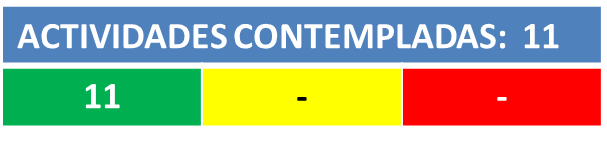 ACTIVIDADES CONTEMPLADAS: 11
11 - -